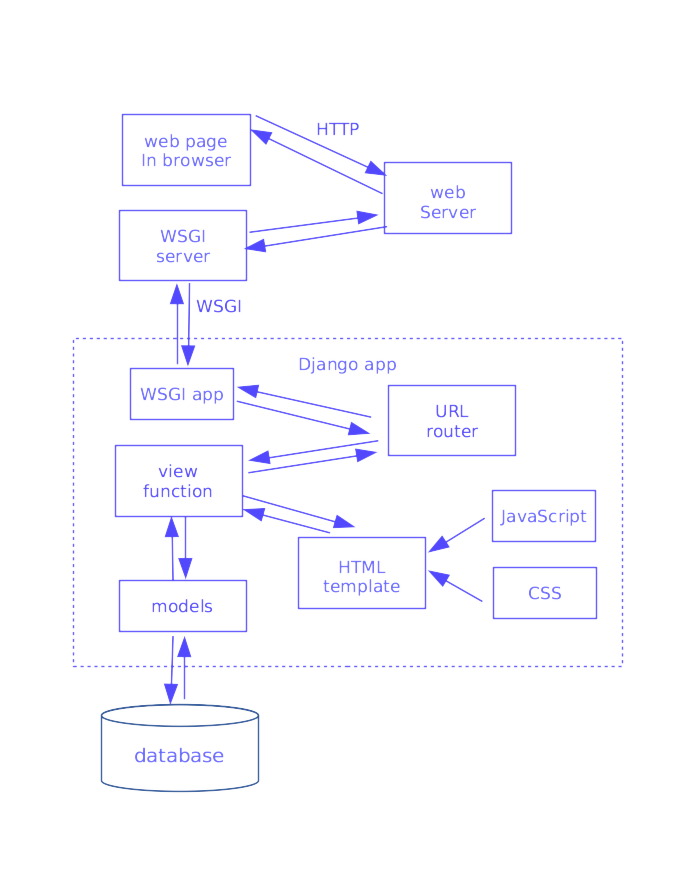 web page
In browser
HTTP
web
Server
WSGI
server
WSGI
Django app
WSGI app
URL
router
view
function
JavaScript
HTML
template
CSS
models
database